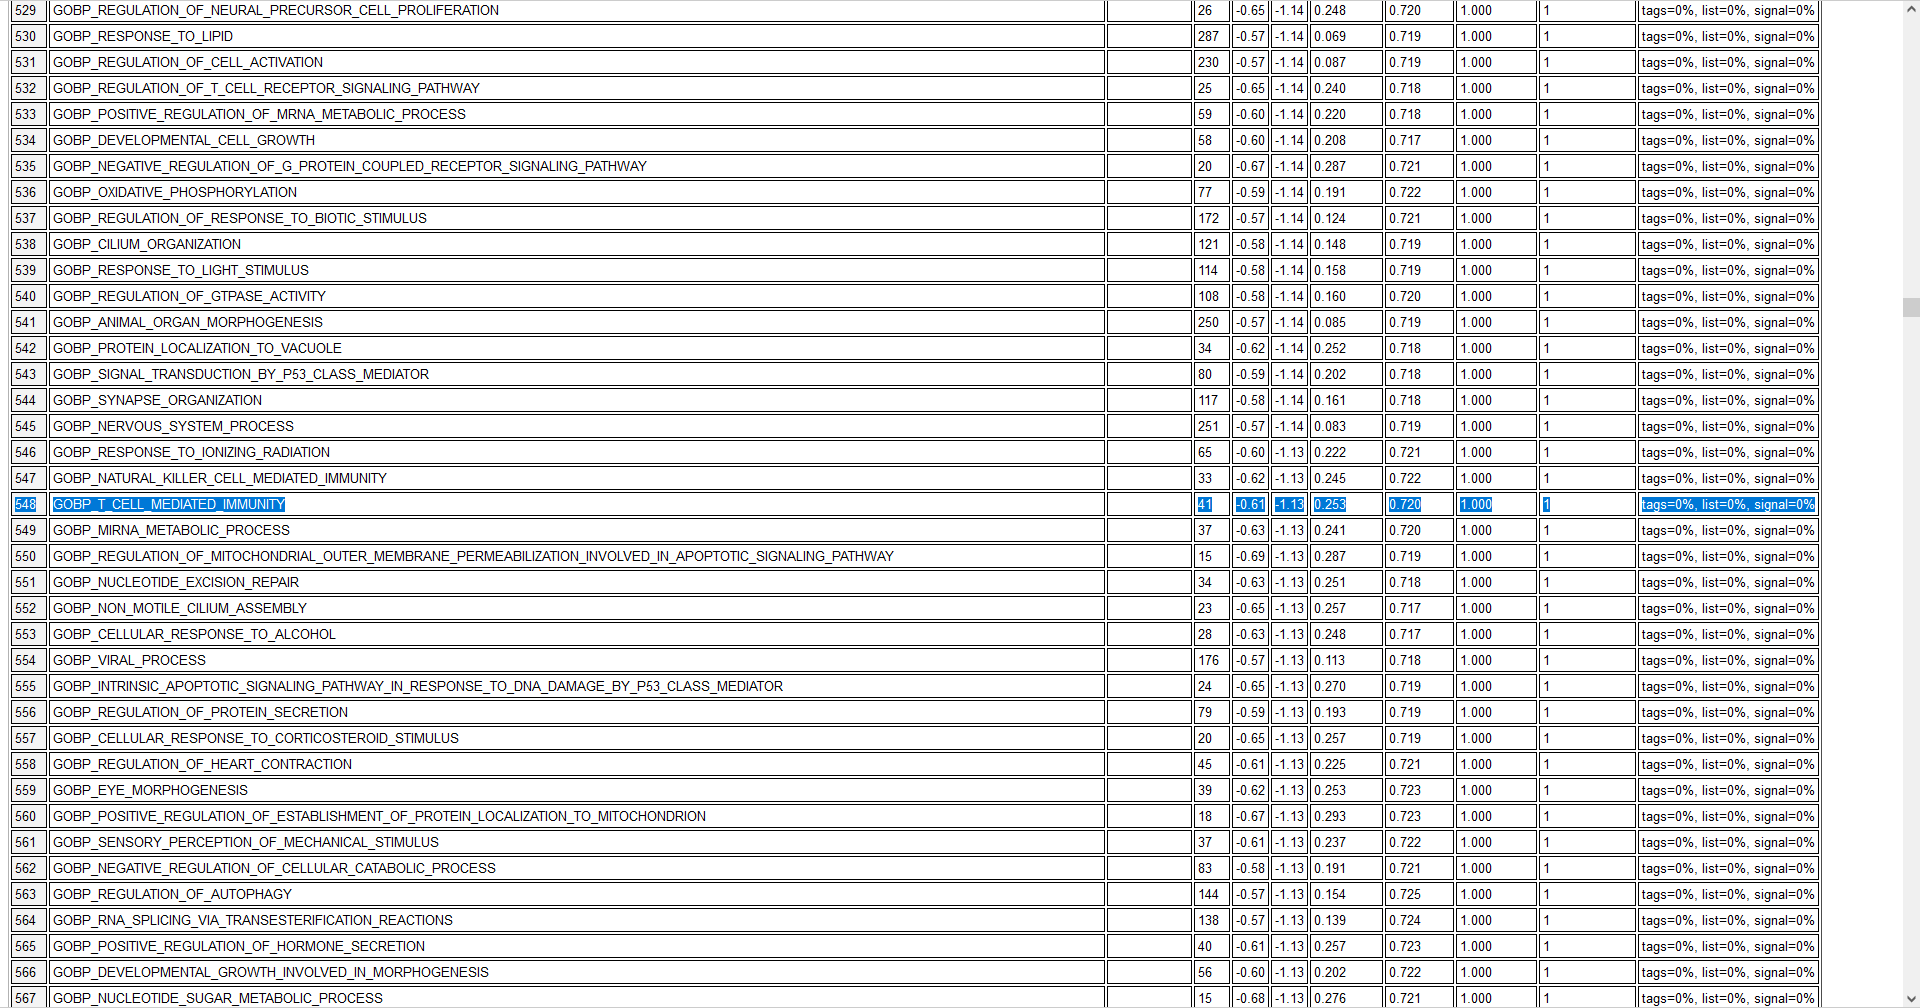 529 GOBP_REGULATION_OF_NEURAL_PRECURSOR_CELL_PROLIFERATION 26 -0.65 -1.14 0.248 0.720 1.000 1 tags=0%, list=0%, signal=0%
530 GOBP_RESPONSE_TO_LIPID 287 -0.57 -1.14 0.069 0.719 1.000 1 tags=0%, list=0%, signal=0%
531 GOBP_REGULATION_OF_CELL_ACTIVATION 230 -0.57 -1.14 0.087 0.719 1.000 1 tags=0%, list=0%, signal=0%
532 GOBP_REGULATION_OF_T_CELL_RECEPTOR_SIGNALING_PATHWAY 25 -0.65 -1.14 0.240 0.718 1.000 1 tags=0%, list=0%, signal=0%
533 GOBP_POSITIVE_REGULATION_OF_MRNA_METABOLIC_PROCESS 59 -0.60 -1.14 0.220 0.718 1.000 1 tags=0%, list=0%, signal=0%
534 GOBP_DEVELOPMENTAL_CELL_GROWTH 58 -0.60 -1.14 0.208 0.717 1.000 1 tags=0%, list=0%, signal=0%
535 GOBP_NEGATIVE_REGULATION_OF_G_PROTEIN_COUPLED_RECEPTOR_SIGNALING_PATHWAY 20 -0.67 -1.14 0.287 0.721 1.000 1 tags=0%, list=0%, signal=0%
536 GOBP_OXIDATIVE_PHOSPHORYLATION 77 -0.59 -1.14 0.191 0.722 1.000 1 tags=0%, list=0%, signal=0%
537 GOBP_REGULATION_OF_RESPONSE_TO_BIOTIC_STIMULUS 172 -0.57 -1.14 0.124 0.721 1.000 1 tags=0%, list=0%, signal=0%
538 GOBP_CILIUM_ORGANIZATION 121 -0.58 -1.14 0.148 0.719 1.000 1 tags=0%, list=0%, signal=0%
539 GOBP_RESPONSE_TO_LIGHT_STIMULUS 114 -0.58 -1.14 0.158 0.719 1.000 1 tags=0%, list=0%, signal=0%
540 GOBP_REGULATION_OF_GTPASE_ACTIVITY 108 -0.58 -1.14 0.160 0.720 1.000 1 tags=0%, list=0%, signal=0%
541 GOBP_ANIMAL_ORGAN_MORPHOGENESIS 250 -0.57 -1.14 0.085 0.719 1.000 1 tags=0%, list=0%, signal=0%
542 GOBP_PROTEIN_LOCALIZATION_TO_VACUOLE 34 -0.62 -1.14 0.252 0.718 1.000 1 tags=0%, list=0%, signal=0%
543 GOBP_SIGNAL_TRANSDUCTION_BY_P53_CLASS_MEDIATOR 80 -0.59 -1.14 0.202 0.718 1.000 1 tags=0%, list=0%, signal=0%
544 GOBP_SYNAPSE_ORGANIZATION 117 -0.58 -1.14 0.161 0.718 1.000 1 tags=0%, list=0%, signal=0%
545 GOBP_NERVOUS_SYSTEM_PROCESS 251 -0.57 -1.14 0.083 0.719 1.000 1 tags=0%, list=0%, signal=0%
546 GOBP_RESPONSE_TO_IONIZING_RADIATION 65 -0.60 -1.13 0.222 0.721 1.000 1 tags=0%, list=0%, signal=0%
547 GOBP_NATURAL_KILLER_CELL_MEDIATED_IMMUNITY 33 -0.62 -1.13 0.245 0.722 1.000 1 tags=0%, list=0%, signal=0%
548 GOBP_T_CELL_MEDIATED_IMMUNITY 41 -0.61 -1.13 0.253 0.720 1.000 1 tags=0%, list=0%, signal=0%
549 GOBP_MIRNA_METABOLIC_PROCESS 37 -0.63 -1.13 0.241 0.720 1.000 1 tags=0%, list=0%, signal=0%
550 GOBP_REGULATION_OF_MITOCHONDRIAL_OUTER_MEMBRANE_PERMEABILIZATION_INVOLVED_IN_APOPTOTIC_SIGNALING_PATHWAY 15 -0.69 -1.13 0.287 0.719 1.000 1 tags=0%, list=0%, signal=0%
551 GOBP_NUCLEOTIDE_EXCISION_REPAIR 34 -0.63 -1.13 0.251 0.718 1.000 1 tags=0%, list=0%, signal=0%
552 GOBP_NON_MOTILE_CILIUM_ASSEMBLY 23 -0.65 -1.13 0.257 0.717 1.000 1 tags=0%, list=0%, signal=0%
553 GOBP_CELLULAR_RESPONSE_TO_ALCOHOL 28 -0.63 -1.13 0.248 0.717 1.000 1 tags=0%, list=0%, signal=0%
554 GOBP_VIRAL_PROCESS 176 -0.57 -1.13 0.113 0.718 1.000 1 tags=0%, list=0%, signal=0%
555 GOBP_INTRINSIC_APOPTOTIC_SIGNALING_PATHWAY_IN_RESPONSE_TO_DNA_DAMAGE_BY_P53_CLASS_MEDIATOR 24 -0.65 -1.13 0.270 0.719 1.000 1 tags=0%, list=0%, signal=0%
556 GOBP_REGULATION_OF_PROTEIN_SECRETION 79 -0.59 -1.13 0.193 0.719 1.000 1 tags=0%, list=0%, signal=0%
557 GOBP_CELLULAR_RESPONSE_TO_CORTICOSTEROID_STIMULUS 20 -0.65 -1.13 0.257 0.719 1.000 1 tags=0%, list=0%, signal=0%
558 GOBP_REGULATION_OF_HEART_CONTRACTION 45 -0.61 -1.13 0.225 0.721 1.000 1 tags=0%, list=0%, signal=0%
559 GOBP_EYE_MORPHOGENESIS 39 -0.62 -1.13 0.253 0.723 1.000 1 tags=0%, list=0%, signal=0%
560 GOBP_POSITIVE_REGULATION_OF_ESTABLISHMENT_OF_PROTEIN_LOCALIZATION_TO_MITOCHONDRION 18 -0.67 -1.13 0.293 0.723 1.000 1 tags=0%, list=0%, signal=0%
561 GOBP_SENSORY_PERCEPTION_OF_MECHANICAL_STIMULUS 37 -0.61 -1.13 0.237 0.722 1.000 1 tags=0%, list=0%, signal=0%
562 GOBP_NEGATIVE_REGULATION_OF_CELLULAR_CATABOLIC_PROCESS 83 -0.58 -1.13 0.191 0.721 1.000 1 tags=0%, list=0%, signal=0%
563 GOBP_REGULATION_OF_AUTOPHAGY 144 -0.57 -1.13 0.154 0.725 1.000 1 tags=0%, list=0%, signal=0%
564 GOBP_RNA_SPLICING_VIA_TRANSESTERIFICATION_REACTIONS 138 -0.57 -1.13 0.139 0.724 1.000 1 tags=0%, list=0%, signal=0%
565 GOBP_POSITIVE_REGULATION_OF_HORMONE_SECRETION 40 -0.61 -1.13 0.257 0.723 1.000 1 tags=0%, list=0%, signal=0%
566 GOBP_DEVELOPMENTAL_GROWTH_INVOLVED_IN_MORPHOGENESIS 56 -0.60 -1.13 0.202 0.722 1.000 1 tags=0%, list=0%, signal=0%
567 GOBP_NUCLEOTIDE_SUGAR_METABOLIC_PROCESS 15 -0.68 -1.13 0.276 0.721 1.000 1 tags=0%, list=0%, signal=0%